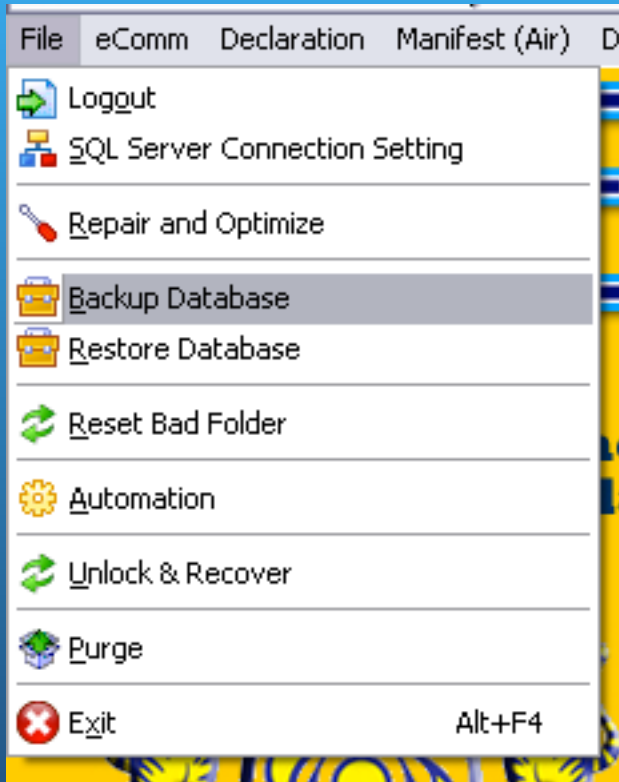 File eComm Declaration Manifest (Air)
Logout
SQL Server Connection Setting
Repair and Optimize
Backup Database
Restore Database
Reset Bad Folder
Automation
Unlock & Recover
Purge
Exit Alt+F4